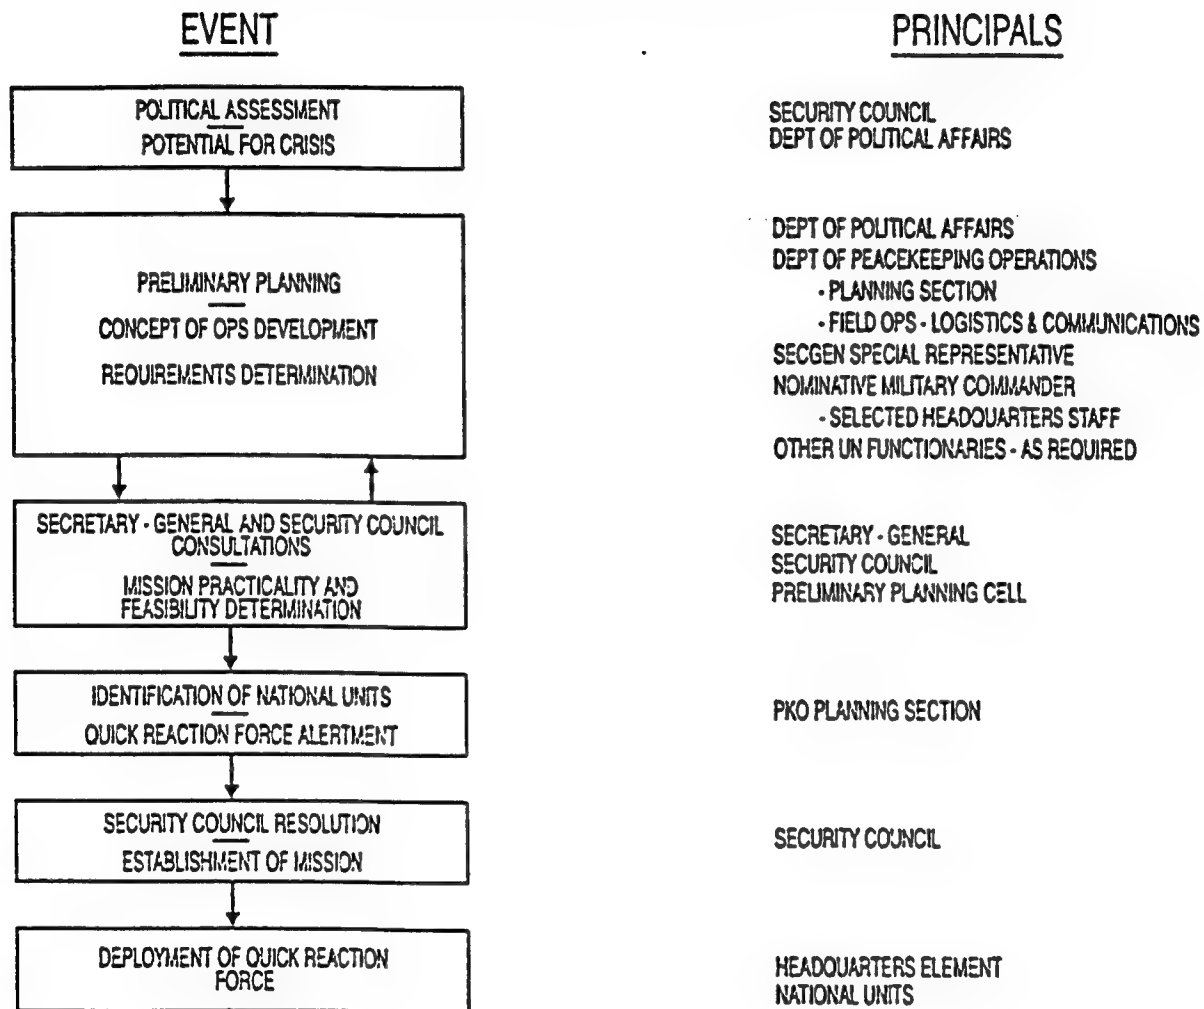 EVENT
PRINCIPALS
POLITICAL ASSESSMENT
POTENTIAL FOR CRISIS
SECURITY COUNCIL
DEPT OF POLITICAL AFFAIRS
PRELIMINARY PLANNING
CONCEPT OF OPS DEVELOPMENT
REQUIREMENTS DETERMINATION
DEPT OF POLITICAL AFFAIRS
DEPT OF PEACEKEEPING OPERATIONS
- PLANNING SECTION
- FIELD OPS - LOGISTICS & COMMUNICATIONS
SECGEN SPECIAL REPRESENTATIVE
NOMINATIVE MILITARY COMMANDER
- SELECTED HEADQUARTERS STAFF
OTHER UN FUNCTIONARIES - AS REQUIRED
SECRETARY - GENERAL AND SECURITY COUNCIL
CONSULTATIONS
MISSION PRACTICALITY AND
FEASIBILITY DETERMINATION
SECRETARY - GENERAL
SECURITY COUNCIL
PRELIMINARY PLANNING CELL
IDENTIFICATION OF NATIONAL UNITS
QUICK REACTION FORCE ALERTMENT
PKO PLANNING SECTION
SECURITY COUNCIL RESOLUTION
ESTABLISHMENT OF MISSION
SECURITY COUNCIL
DEPLOYMENT OF QUICK REACTION
FORCE
HEADQUARTERS ELEMENT
NATIONAL UNITS